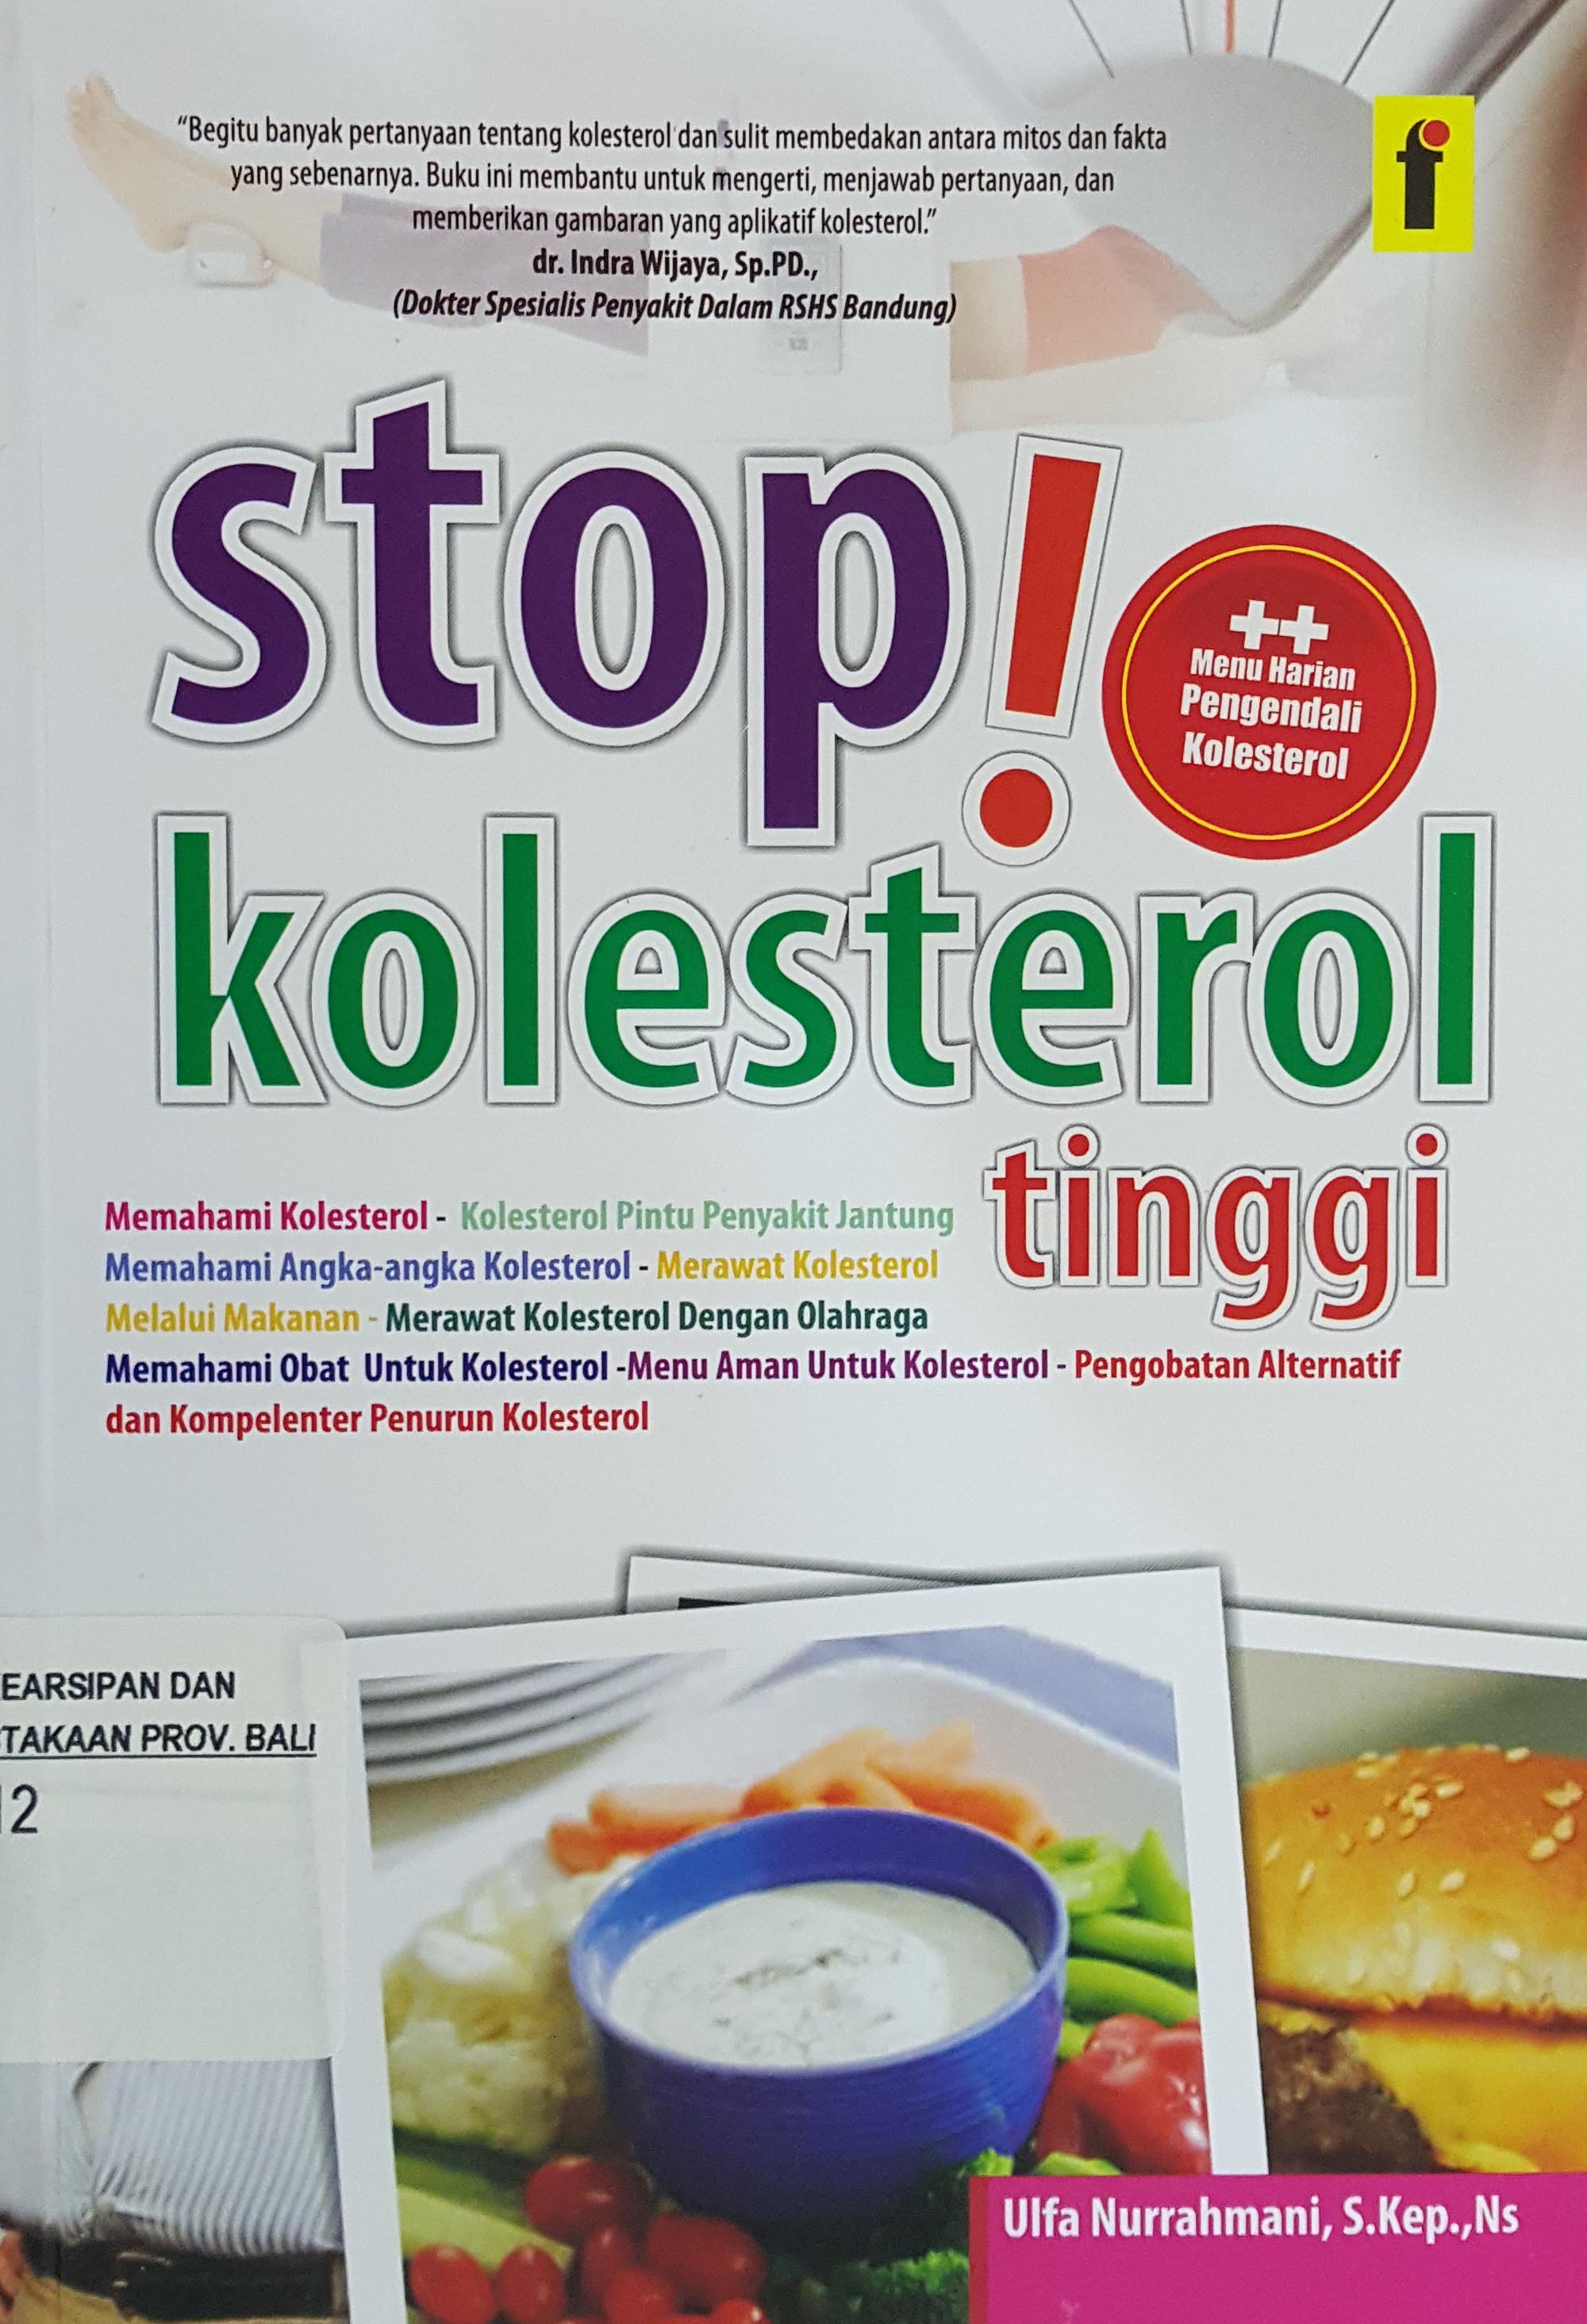 “Begitu banyak pertanyaan tentang kolesterol dan sulit membedakan antara mitos dan fakta
yang sebenarnya. Buku ini membantu untuk mengerti, menjawab pertanyaan, dan
memberikan gambaran yang aplikatif kolesterol.”
dr. Indra Wijaya, Sp.PD.,
(Dokter Spesialis Penyakit Dalam RSHS Bandung)
f
stop!
++
Menu Harian
Pengendali
Kolesterol
kolesterol
tinggi
Memahami Kolesterol - Kolesterol Pintu Penyakit Jantung
Memahami Angka-angka Kolesterol - Merawat Kolesterol
Melalui Makanan - Merawat Kolesterol Dengan Olahraga
Memahami Obat Untuk Kolesterol -Menu Aman Untuk Kolesterol - Pengobatan Alternatif
dan Kompelenter Penurun Kolesterol
EARSIPAN DAN
TAKAAN PROV. BALI
12
Ulfa Nurrahmani, S.Kep.,Ns